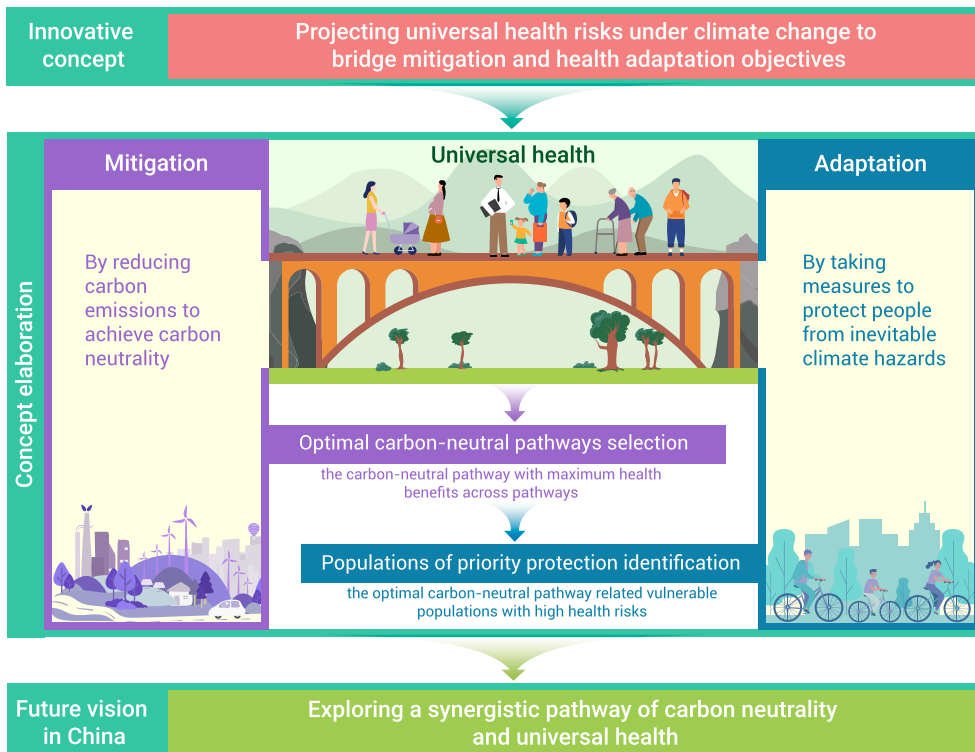 Innovative
concept
Projecting universal health risks under climate change to
bridge mitigation and health adaptation objectives
Concept elaboration
Mitigation
By reducing
carbon
emissions to
achieve carbon
neutrality
Universal health
Adaptation
By taking
measures to
protect people
from inevitable
climate hazards
Optimal carbon-neutral pathways selection
the carbon-neutral pathway with maximum health
benefits across pathways
Populations of priority protection identification
the optimal carbon-neutral pathway related vulnerable
populations with high health risks
Future vision
in China
Exploring a synergistic pathway of carbon neutrality
and universal health